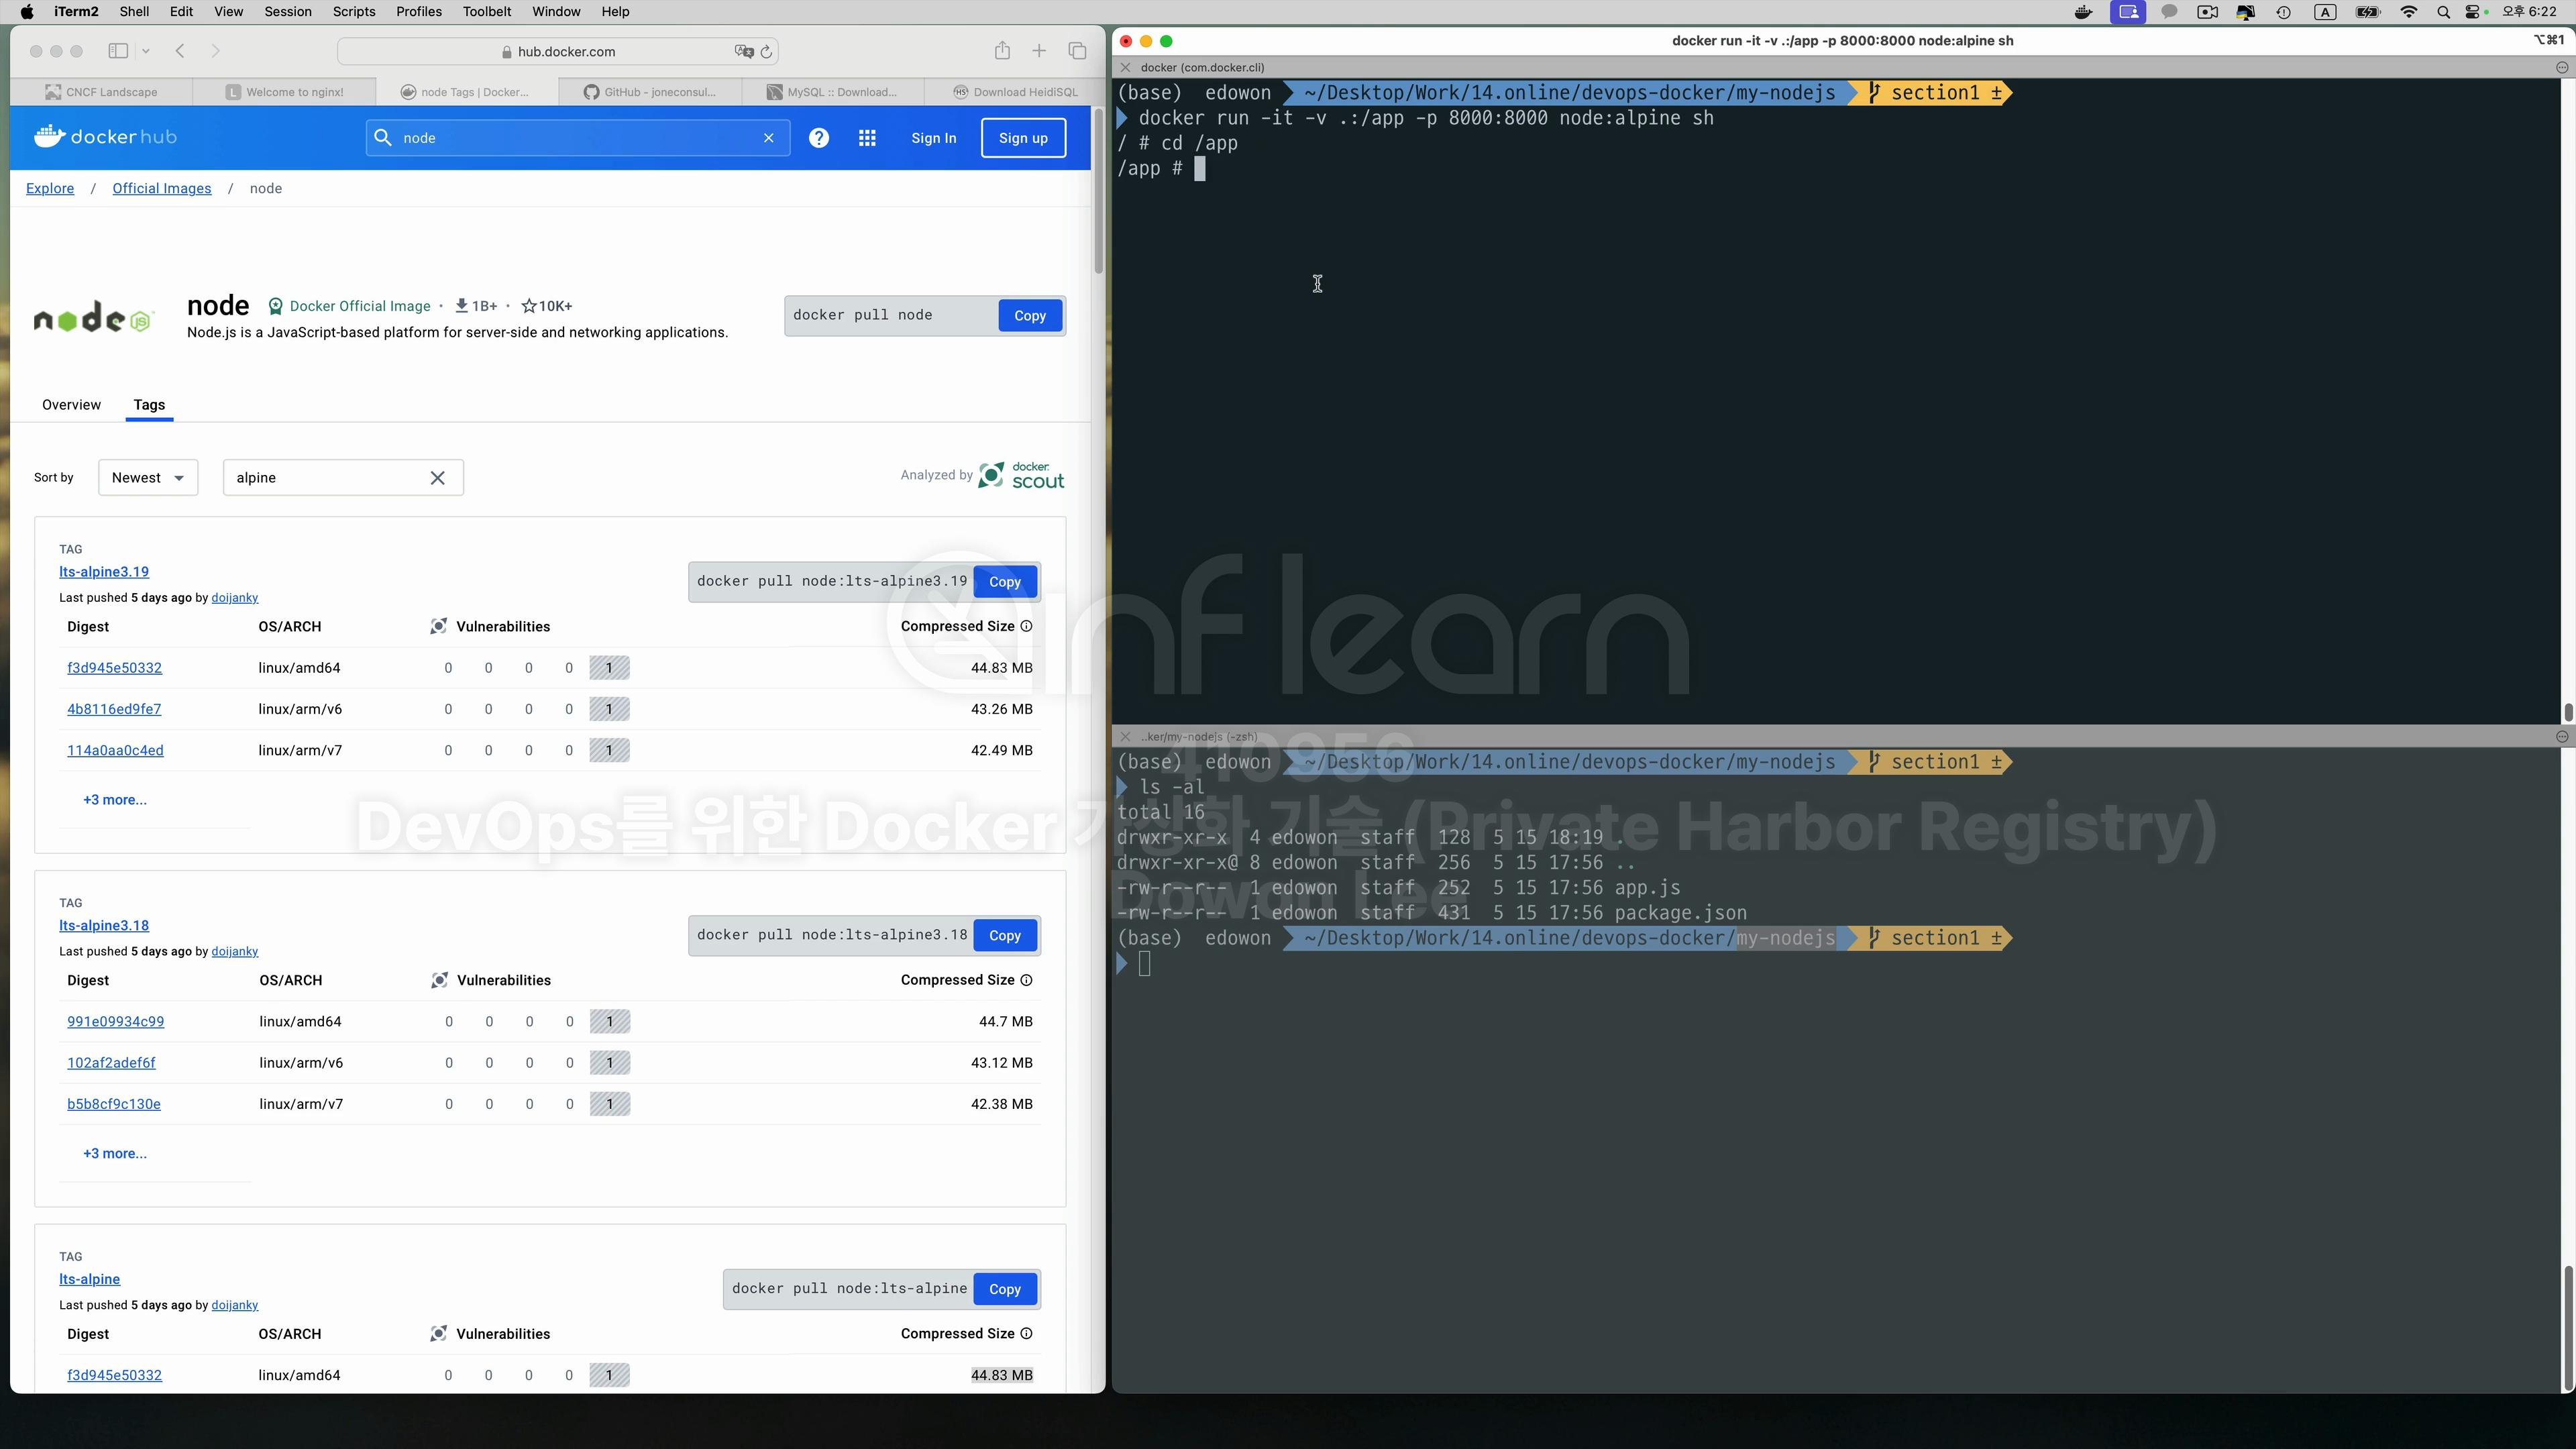 iTerm2 Shell Edit View Session Scripts Profiles Toolbelt Window Help
A
오후 6:22
hub.docker.com
CNCF Landscape
Welcome to nginx!
node Tags | Docker...
GitHub - joneconsul...
MySQL :: Download...
Download HeidiSQL
docker hub
node
Sign In
Sign up
Explore / Official Images / node
node
node Docker Official Image · 1B+ · 10K+
Node.js is a JavaScript-based platform for server-side and networking applications.
docker pull node
Copy
Overview
Tags
Sort by
Newest
alpine
Analyzed by docker scout
TAG
lts-alpine3.19
Last pushed 5 days ago by doijanky
docker pull node:lts-alpine3.19
Copy
Digest OS/ARCH Vulnerabilities Compressed Size
f3d945e50332 linux/amd64 0 0 0 0 1 44.83 MB
4b8116ed9fe7 linux/arm/v6 0 0 0 0 1 43.26 MB
114a0aa0c4ed linux/arm/v7 0 0 0 0 1 42.49 MB
+3 more...
TAG
lts-alpine3.18
Last pushed 5 days ago by doijanky
docker pull node:lts-alpine3.18
Copy
Digest OS/ARCH Vulnerabilities Compressed Size
991e09934c99 linux/amd64 0 0 0 0 1 44.7 MB
102af2adef6f linux/arm/v6 0 0 0 0 1 43.12 MB
b5b8cf9c130e linux/arm/v7 0 0 0 0 1 42.38 MB
+3 more...
TAG
lts-alpine
Last pushed 5 days ago by doijanky
docker pull node:lts-alpine
Copy
Digest OS/ARCH Vulnerabilities Compressed Size
f3d945e50332 linux/amd64 0 0 0 0 1 44.83 MB
docker run -it -v .:/app -p 8000:8000 node:alpine sh
⌥⌘1
docker (com.docker.cli)
(base) edowon ~/Desktop/Work/14.online/devops-docker/my-nodejs section1 ±
docker run -it -v .:/app -p 8000:8000 node:alpine sh
/ # cd /app
/app #
..ker/my-nodejs (-zsh)
(base) edowon ~/Desktop/Work/14.online/devops-docker/my-nodejs section1 ±
ls -al
total 16
drwxr-xr-x 4 edowon staff 128 5 15 18:19 .
drwxr-xr-x@ 8 edowon staff 256 5 15 17:56 ..
-rw-r--r-- 1 edowon staff 252 5 15 17:56 app.js
-rw-r--r-- 1 edowon staff 431 5 15 17:56 package.json
(base) edowon ~/Desktop/Work/14.online/devops-docker/my-nodejs section1 ±
inflearn
410956
DevOps를 위한 Docker 기술 (Private Harbor Registry)
Dowon Lee